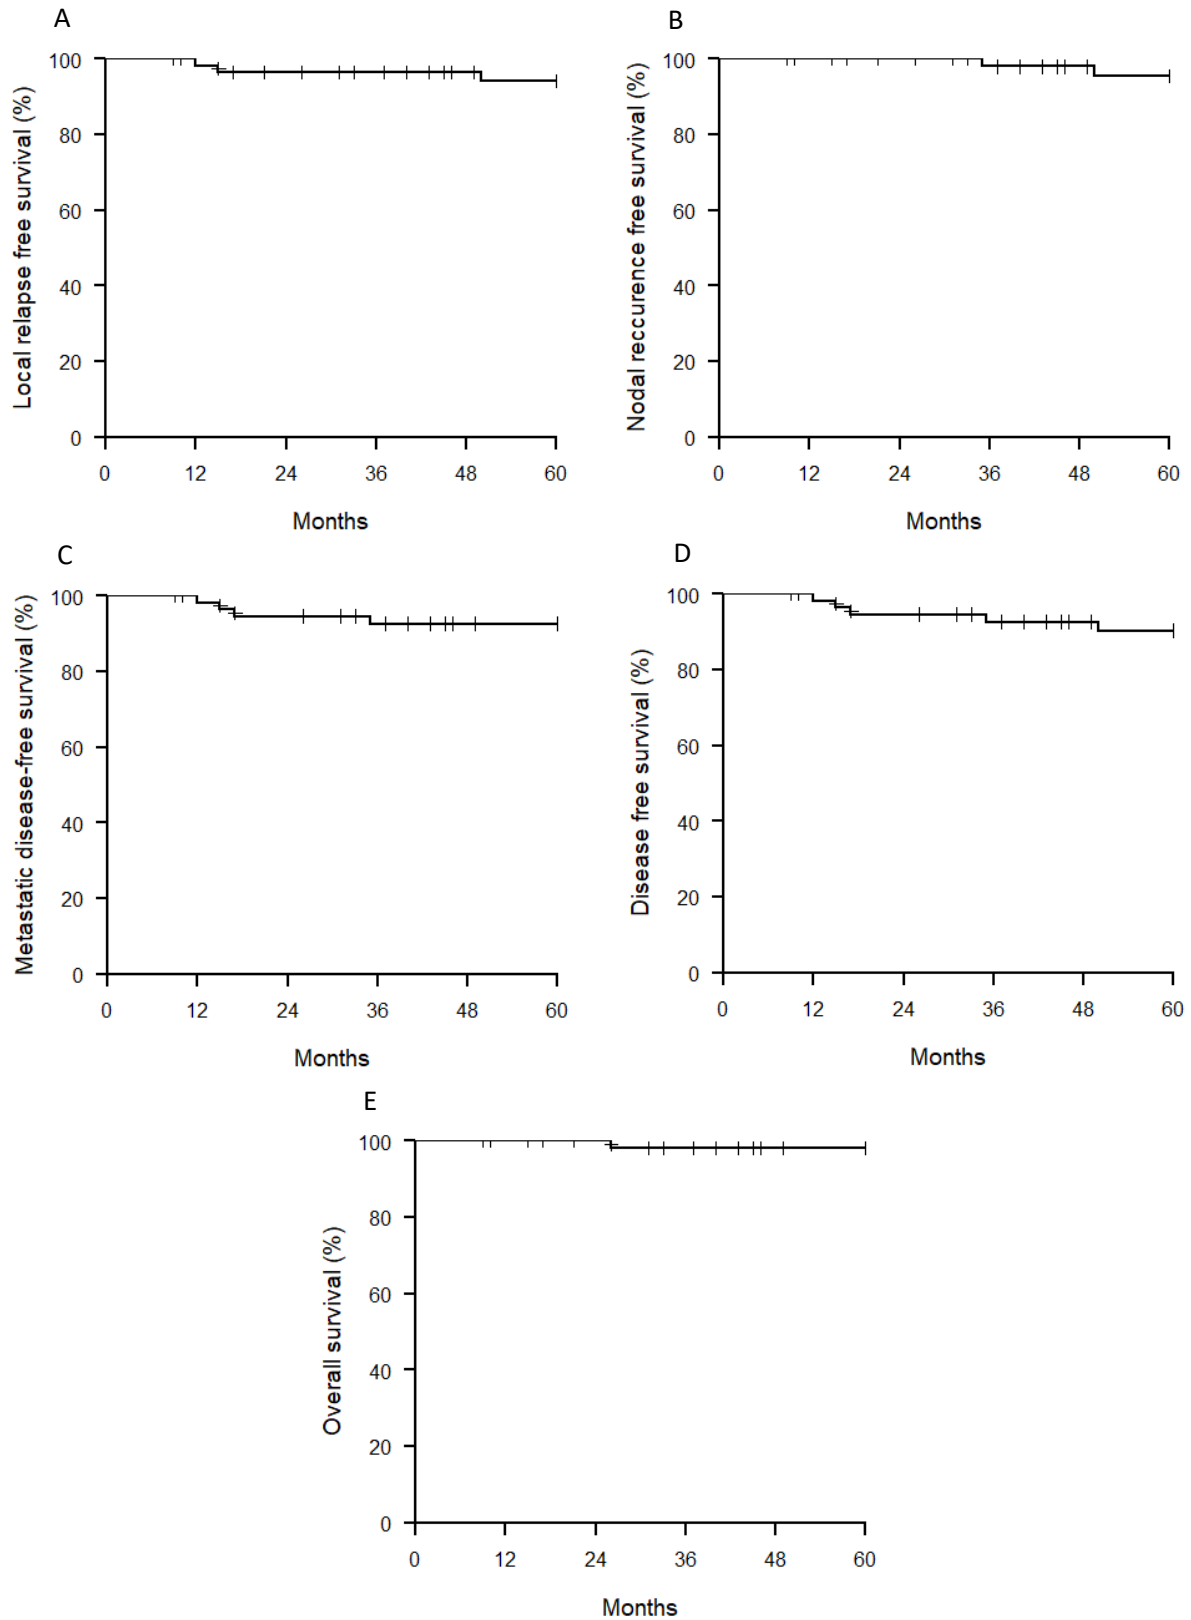 A
Local relapse free survival (%)
100
80
60
40
20
0
0 12 24 36 48 60
Months
B
Nodal reccurence free survival (%)
100
80
60
40
20
0
0 12 24 36 48 60
Months
C
Metastatic disease-free survival (%)
100
80
60
40
20
0
0 12 24 36 48 60
Months
D
Disease free survival (%)
100
80
60
40
20
0
0 12 24 36 48 60
Months
E
Overall survival (%)
100
80
60
40
20
0
0 12 24 36 48 60
Months